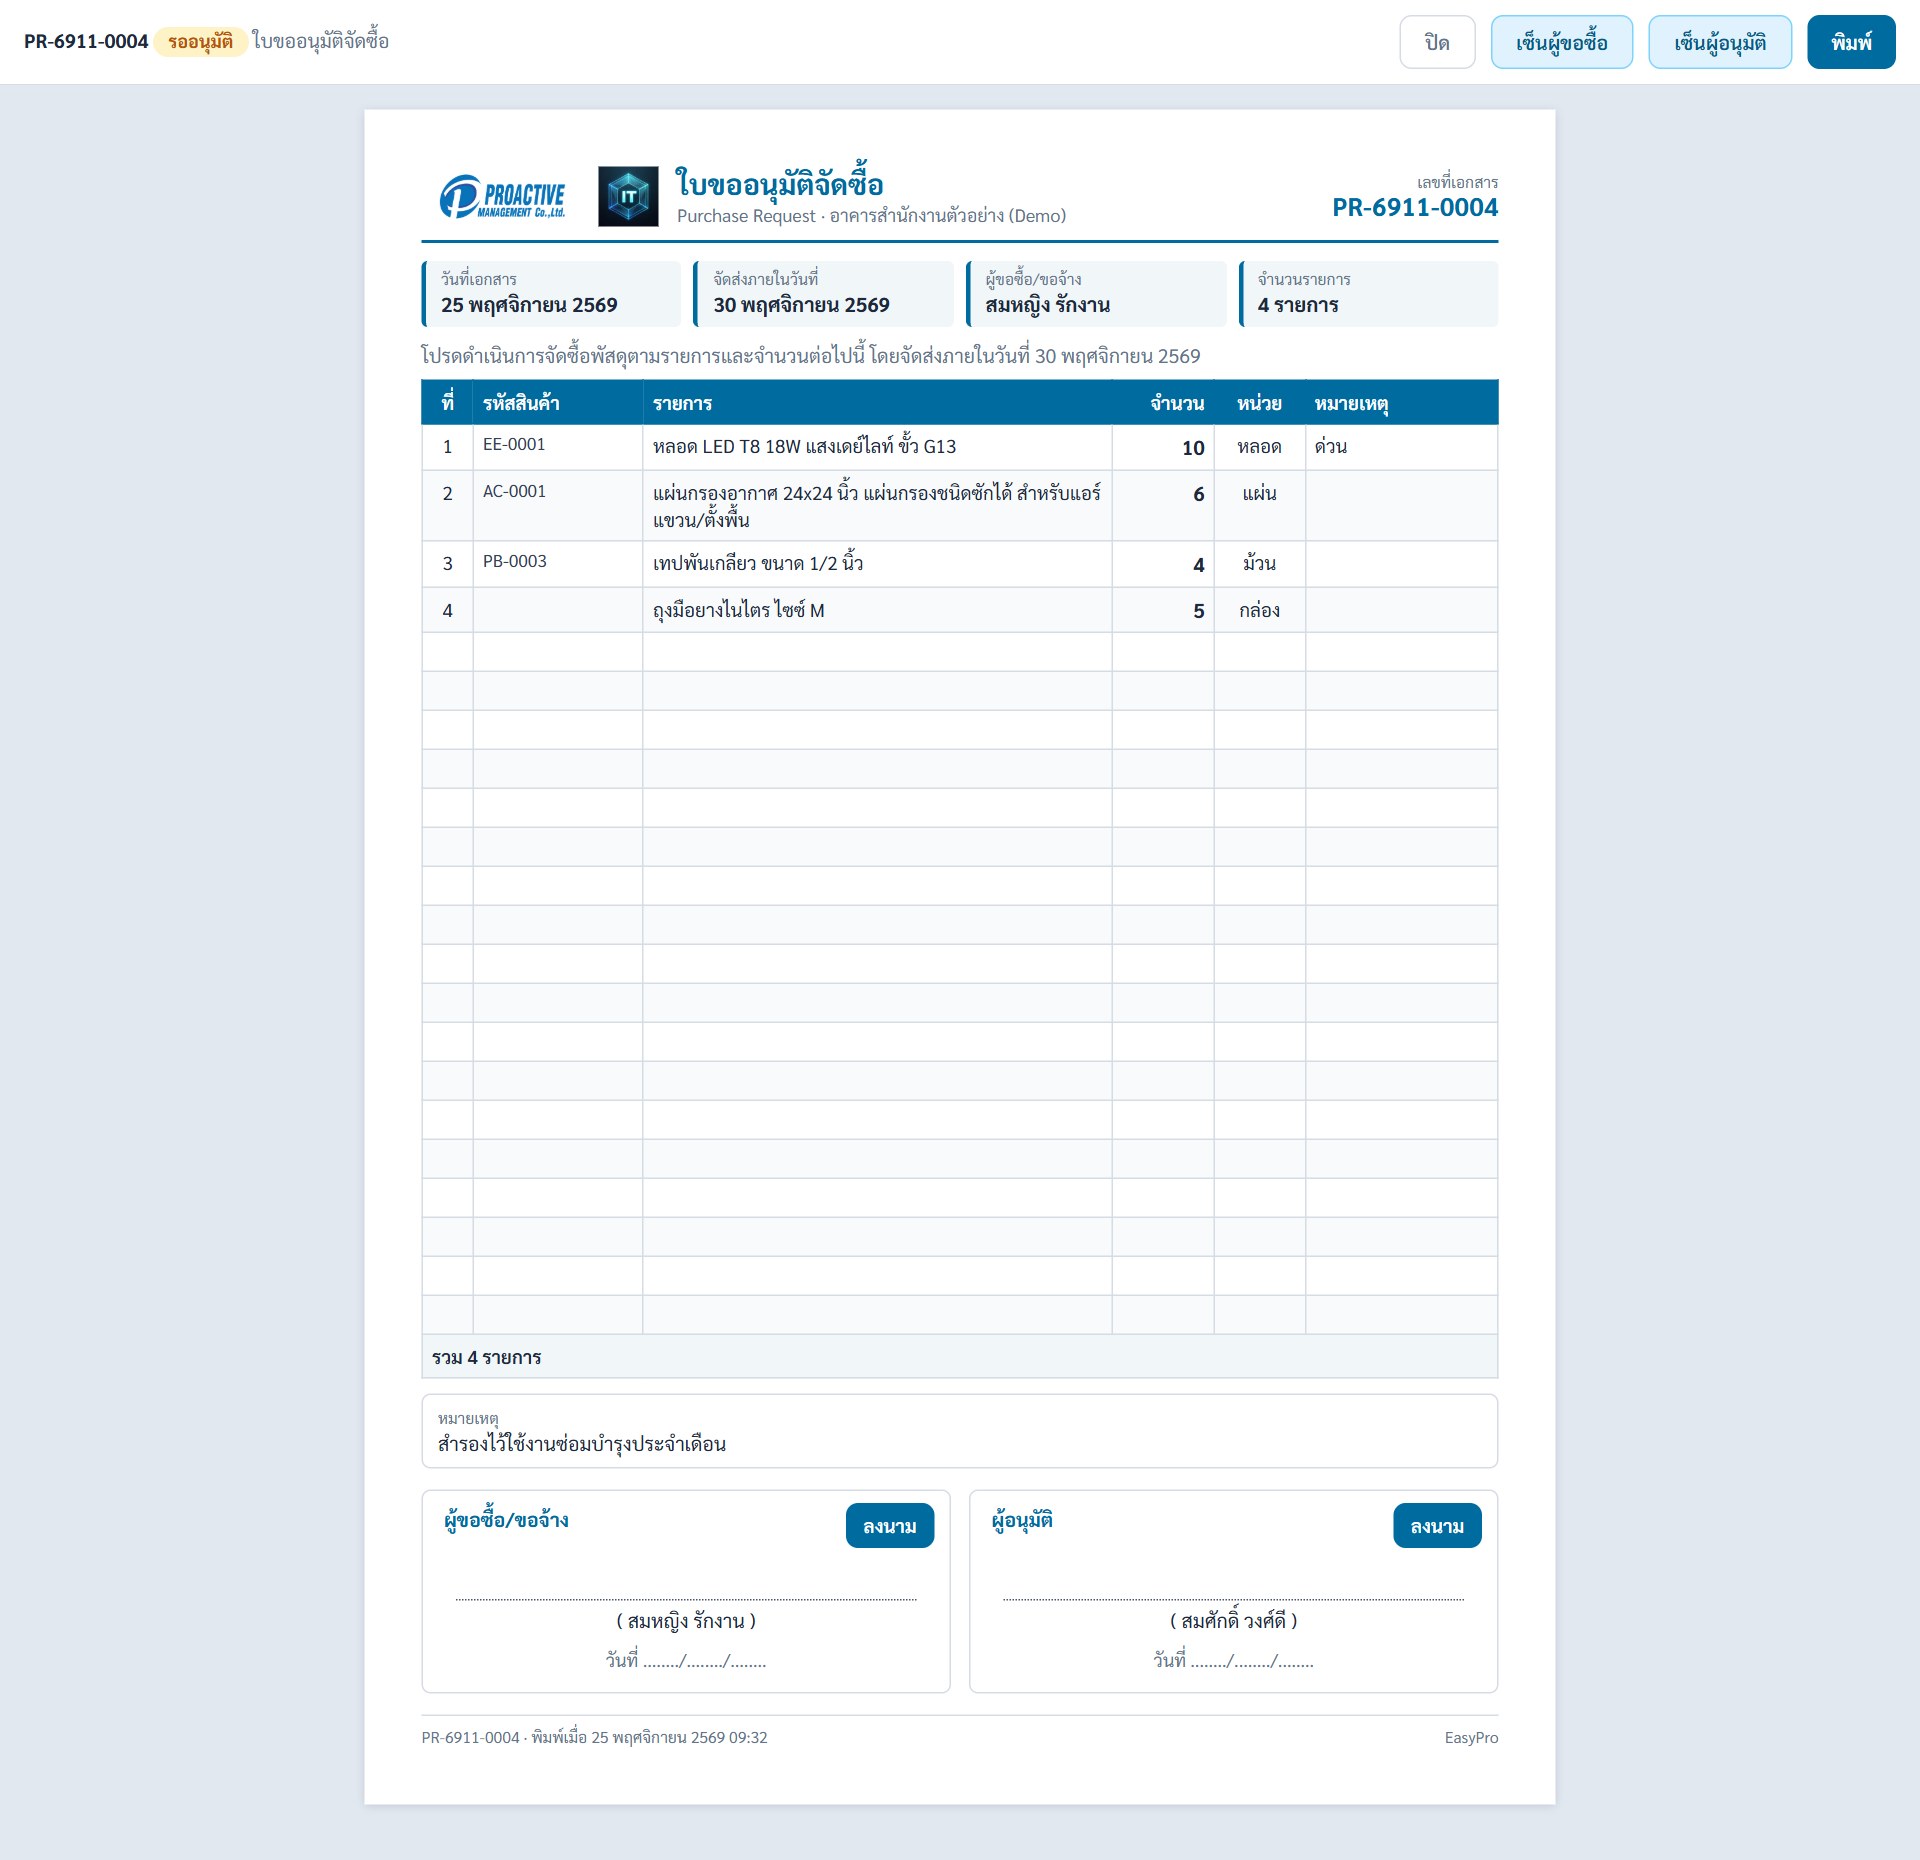 PR-6911-0004 รออนุมัติ ใบขออนุมัติจัดซื้อ
ปิด เซ็นผู้ขอซื้อ เซ็นผู้อนุมัติ พิมพ์
PROACTIVE
MANAGEMENT Co.,Ltd.
IT
ใบขออนุมัติจัดซื้อ
Purchase Request · อาคารสำนักงานตัวอย่าง (Demo)
เลขที่เอกสาร
PR-6911-0004
วันที่เอกสาร
25 พฤศจิกายน 2569
จัดส่งภายในวันที่
30 พฤศจิกายน 2569
ผู้ขอซื้อ/ขอจ้าง
สมหญิง รักงาน
จำนวนรายการ
4 รายการ
โปรดดำเนินการจัดซื้อพัสดุตามรายการและจำนวนต่อไปนี้ โดยจัดส่งภายในวันที่ 30 พฤศจิกายน 2569
ที่ รหัสสินค้า รายการ จำนวน หน่วย หมายเหตุ
1 EE-0001 หลอด LED T8 18W แสงเดย์ไลท์ ขั้ว G13 10 หลอด ด่วน
2 AC-0001 แผ่นกรองอากาศ 24x24 นิ้ว แผ่นกรองชนิดซักได้ สำหรับแอร์ 6 แผ่น
แขวน/ตั้งพื้น
3 PB-0003 เทปพันเกลียว ขนาด 1/2 นิ้ว 4 ม้วน
4 ถุงมือยางไนไตร ไซซ์ M 5 กล่อง
รวม 4 รายการ
หมายเหตุ
สำรองไว้ใช้งานซ่อมบำรุงประจำเดือน
ผู้ขอซื้อ/ขอจ้าง ลงนาม
( สมหญิง รักงาน )
วันที่ ......../......../........
ผู้อนุมัติ ลงนาม
( สมศักดิ์ วงศ์ดี )
วันที่ ......../......../........
PR-6911-0004 · พิมพ์เมื่อ 25 พฤศจิกายน 2569 09:32
EasyPro